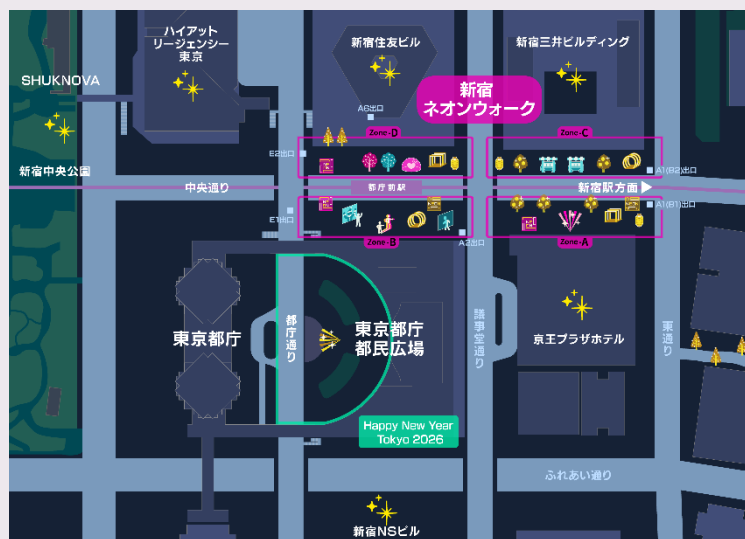 ハイアット
リージェンシー
東京
新宿住友ビル
新宿三井ビルディング
SHUKNOVA
新宿
ネオンウォーク
A6出口
Zone-D
Zone-C
E2出口
新宿中央公園
A1(B2)出口
中央通り
都庁前駅
新宿駅方面▶
A1(B1)出口
E1出口
Zone-B
A2出口
Zone-A
東京都庁
都庁通り
東京都庁
都民広場
議事堂通り
京王プラザホテル
東通り
Happy New Year
Tokyo 2026
ふれあい通り
新宿NSビル